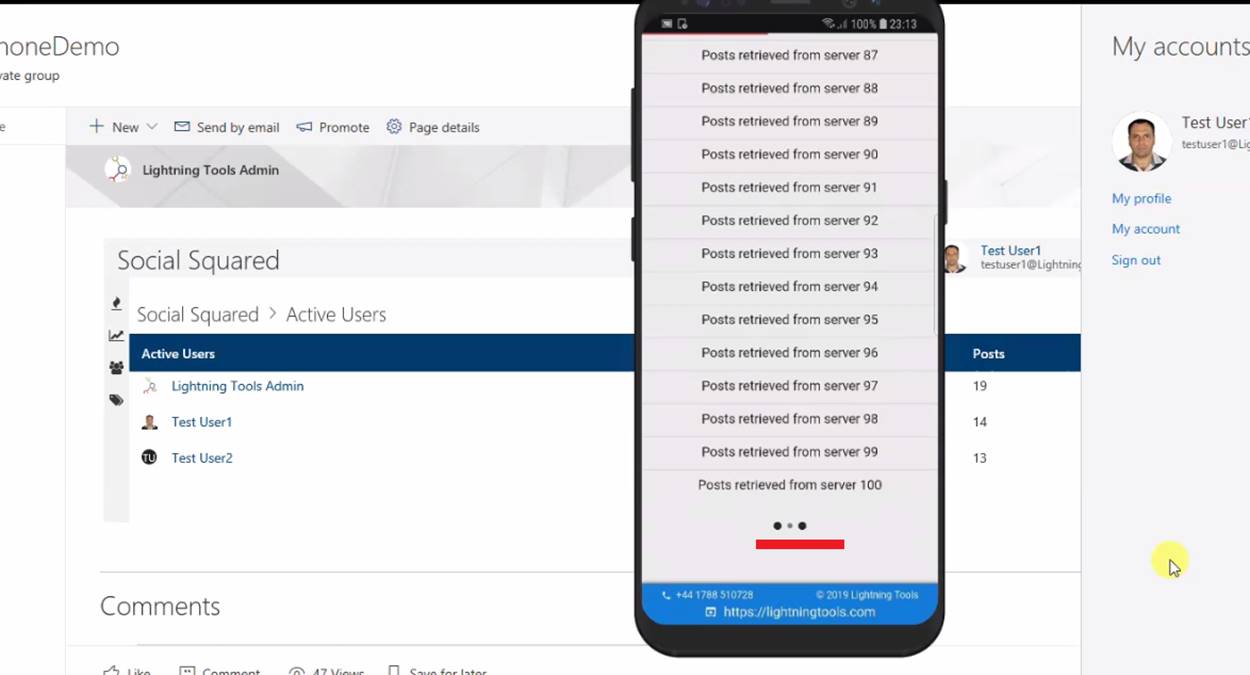 honeDemo
vate group
e
New
Send by email
Promote
Page details
Lightning Tools Admin
Social Squared
Social Squared > Active Users
Active Users
Posts
Lightning Tools Admin
19
Test User1
14
TU
Test User2
13
Comments
Like
Comment
47 Views
Save for later
100%
23:13
Posts retrieved from server 87
Posts retrieved from server 88
Posts retrieved from server 89
Posts retrieved from server 90
Posts retrieved from server 91
Posts retrieved from server 92
Posts retrieved from server 93
Posts retrieved from server 94
Posts retrieved from server 95
Posts retrieved from server 96
Posts retrieved from server 97
Posts retrieved from server 98
Posts retrieved from server 99
Posts retrieved from server 100
+44 1788 510728
© 2019 Lightning Tools
https://lightningtools.com
Test User1
testuser1@Lightning
My accounts
Test User1
testuser1@Lig
My profile
My account
Sign out